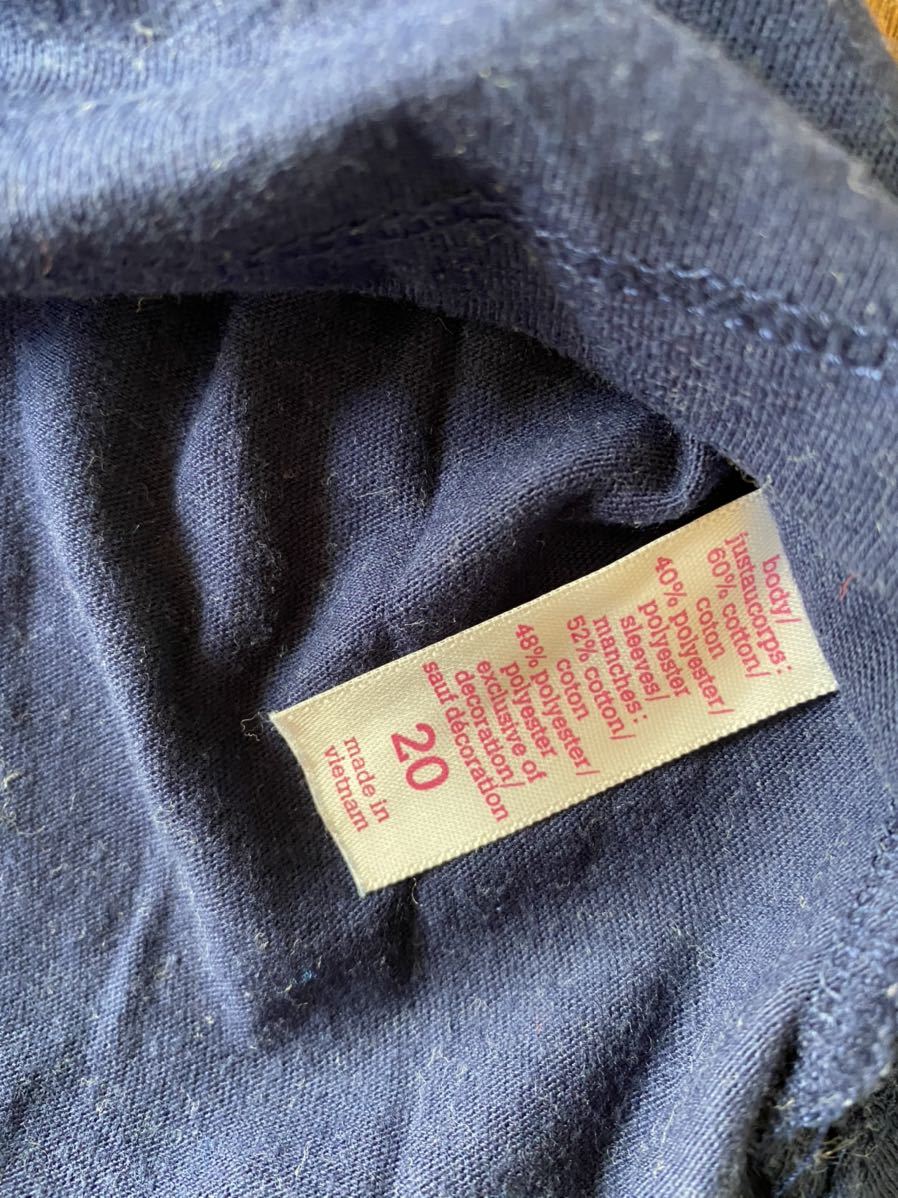 body/
justaucorps:
60% cotton/
coton
40% polyester/
polyester
sleeves/
manches:
52% cotton/
coton
48% polyester/
polyester
exclusive of
decoration/
sauf décoration
20
made in
vietnam